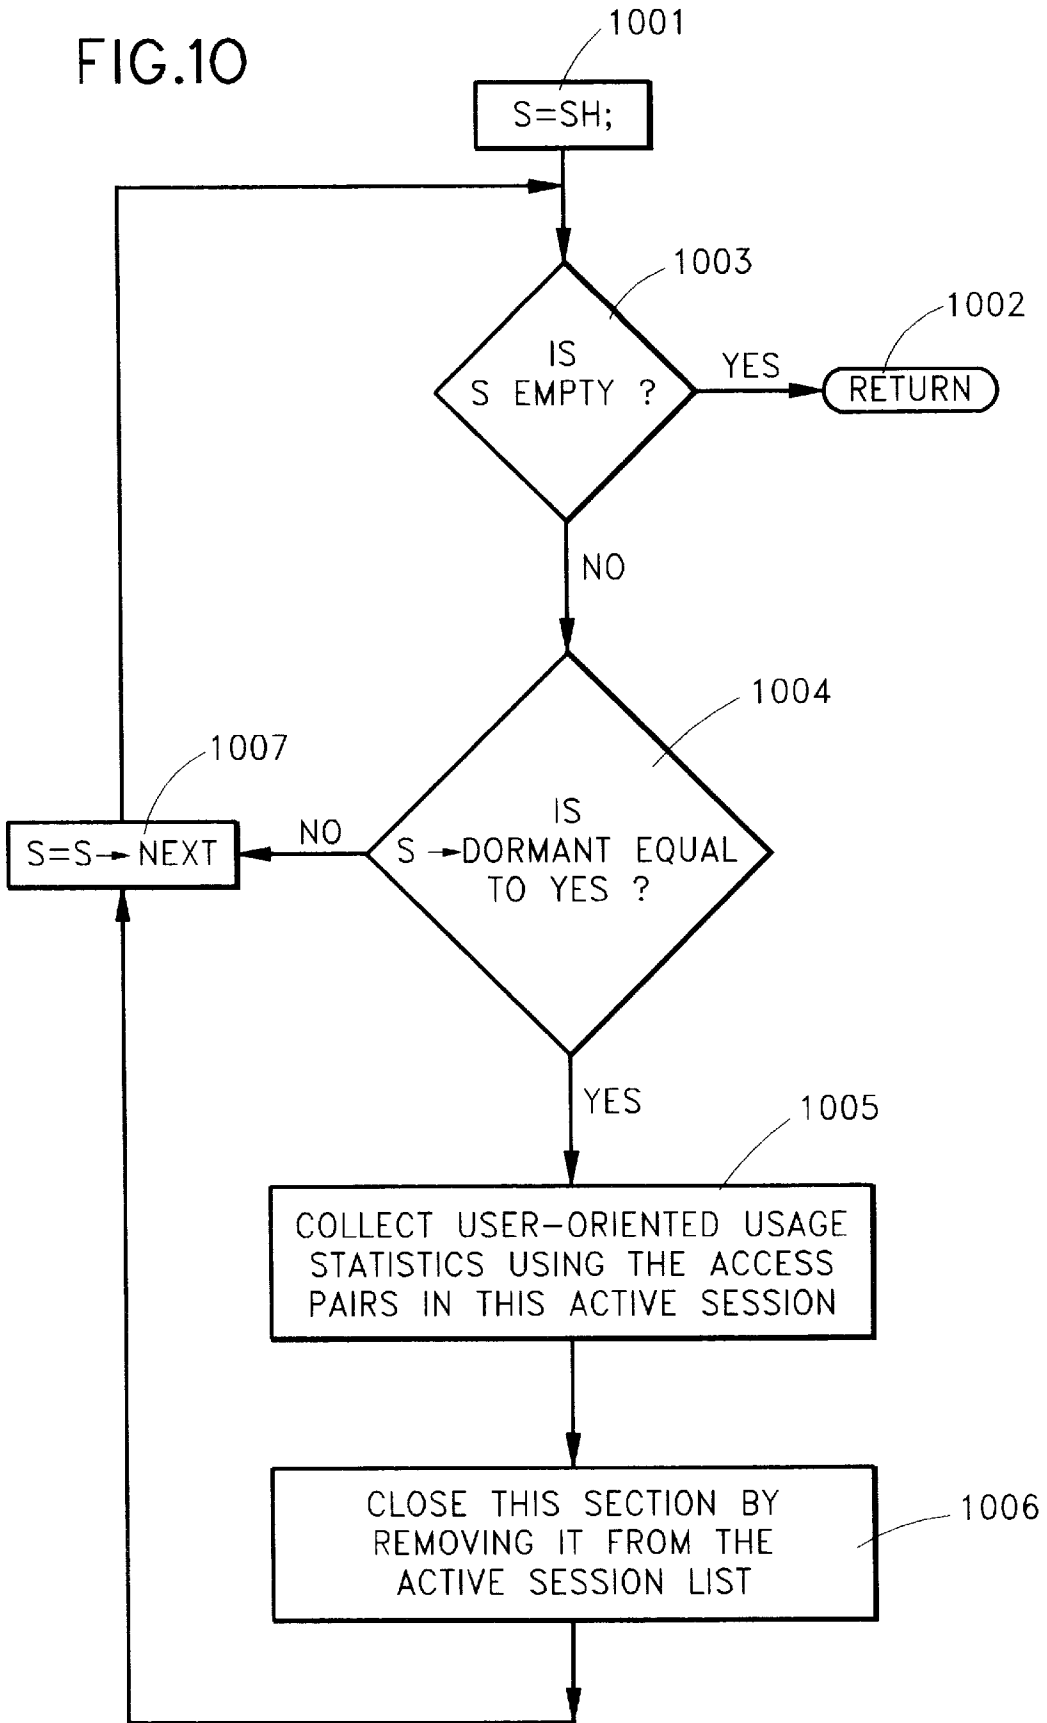 FIG.10
1001
S=SH;
1003
IS
S EMPTY ?
YES
1002
RETURN
NO
1004
IS
S → DORMANT EQUAL
TO YES ?
NO
1007
S=S → NEXT
YES
1005
COLLECT USER-ORIENTED USAGE
STATISTICS USING THE ACCESS
PAIRS IN THIS ACTIVE SESSION
CLOSE THIS SECTION BY
REMOVING IT FROM THE
ACTIVE SESSION LIST
1006